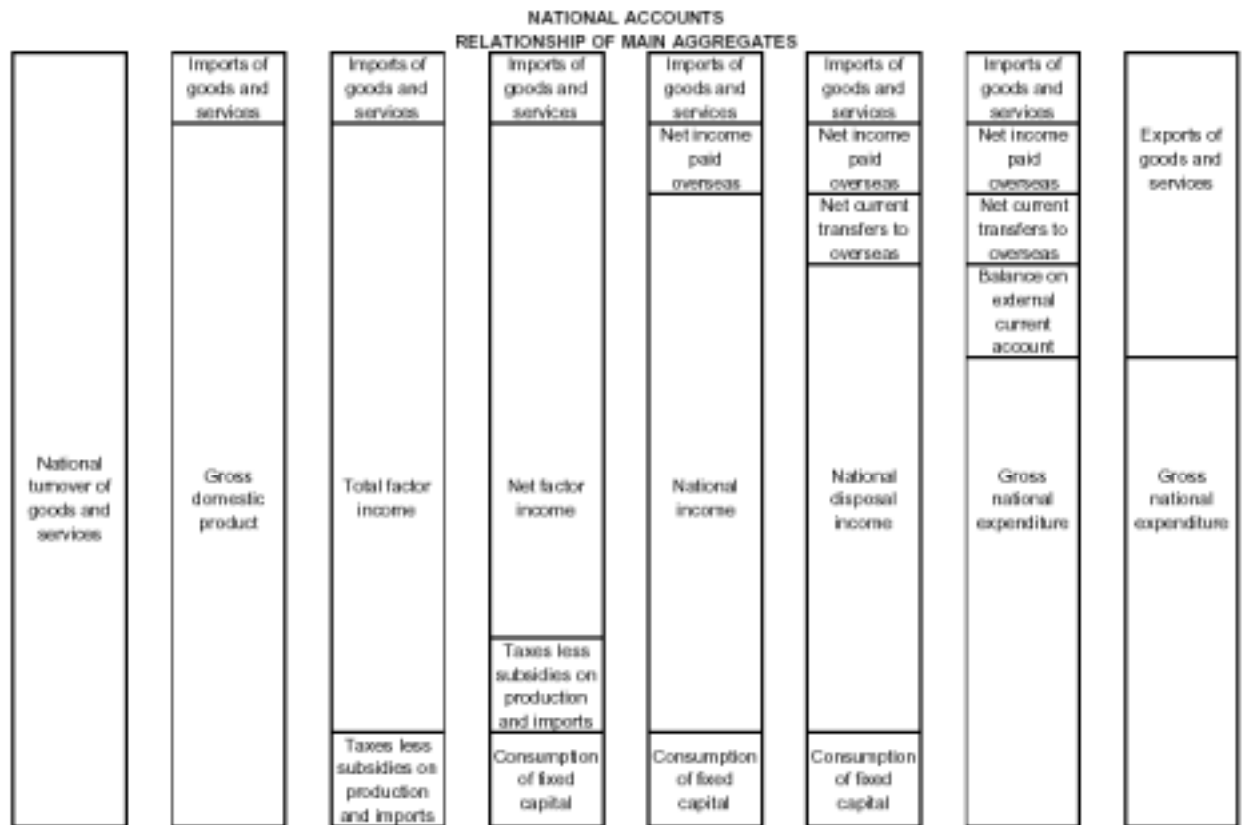 NATIONAL ACCOUNTS
RELATIONSHIP OF MAIN AGGREGATES
National
turnover of
goods and
services
Imports of
goods and
services
Gross
domestic
product
Imports of
goods and
services
Total factor
income
Taxes less
subsidies on
production
and imports
Imports of
goods and
services
Net factor
income
Taxes less
subsidies on
production
and imports
Consumption
of fixed
capital
Imports of
goods and
services
Net income
paid
overseas
National
income
Consumption
of fixed
capital
Imports of
goods and
services
Net income
paid
overseas
Net current
transfers to
overseas
National
disposal
income
Consumption
of fixed
capital
Imports of
goods and
services
Net income
paid
overseas
Net current
transfers to
overseas
Balance on
external
current
account
Gross
national
expenditure
Exports of
goods and
services
Gross
national
expenditure